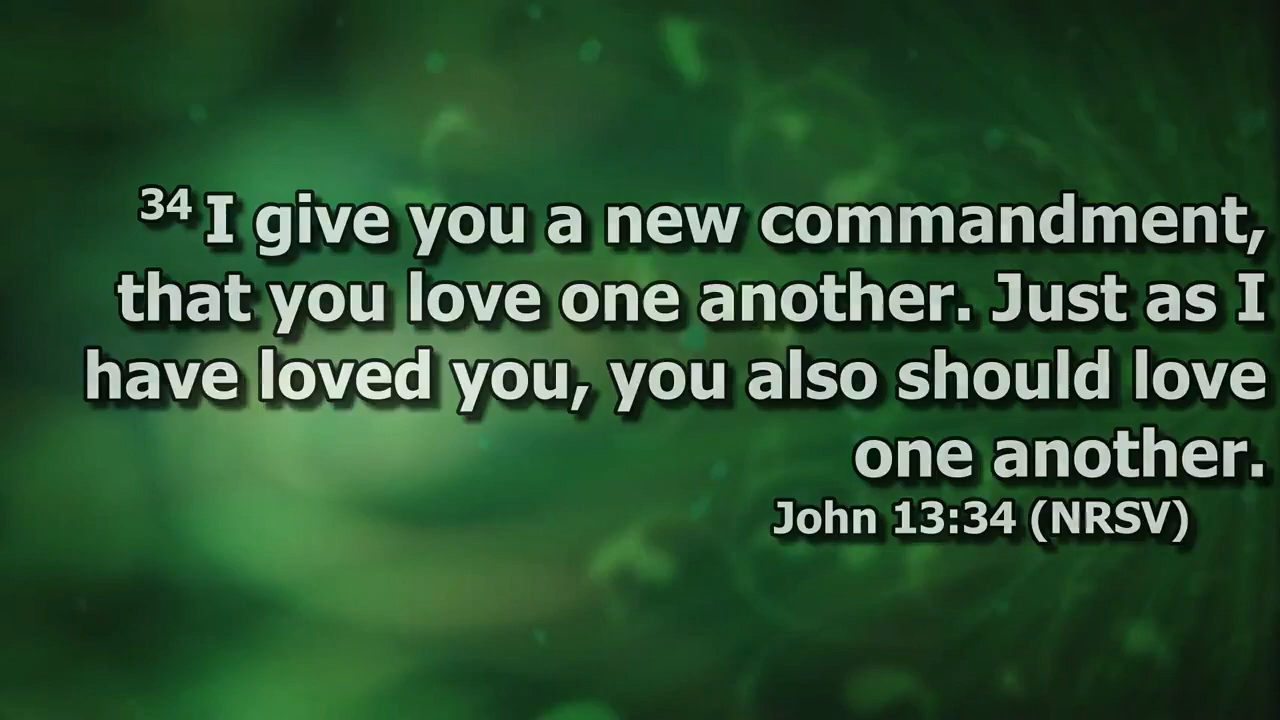 34 I give you a new commandment,
that you love one another. Just as I
have loved you, you also should love
one another.
John 13:34 (NRSV)